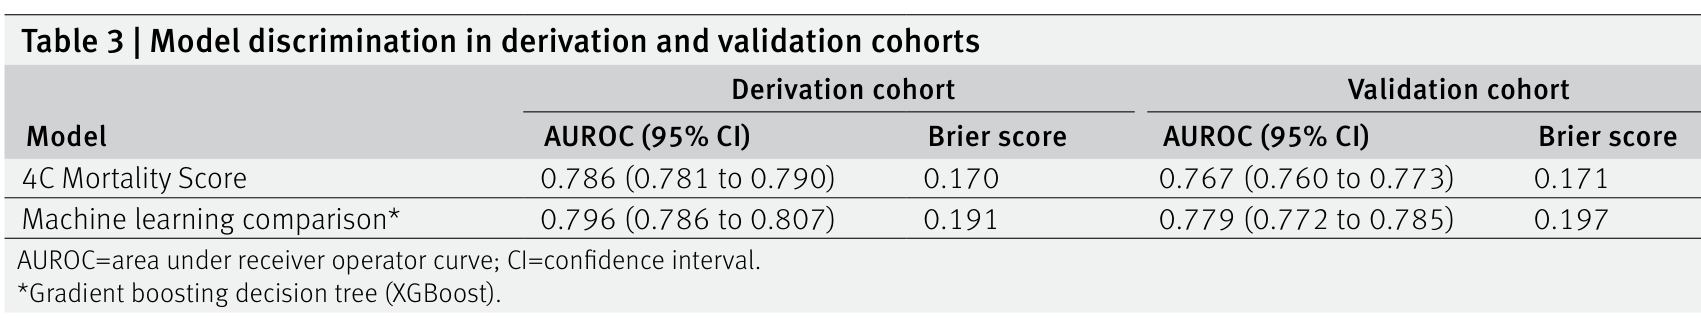 Table 3 | Model discrimination in derivation and validation cohorts
Derivation cohort Validation cohort
Model AUROC (95% CI) Brier score AUROC (95% CI) Brier score
4C Mortality Score 0.786 (0.781 to 0.790) 0.170 0.767 (0.760 to 0.773) 0.171
Machine learning comparison* 0.796 (0.786 to 0.807) 0.191 0.779 (0.772 to 0.785) 0.197
AUROC=area under receiver operator curve; CI=confidence interval.
*Gradient boosting decision tree (XGBoost).